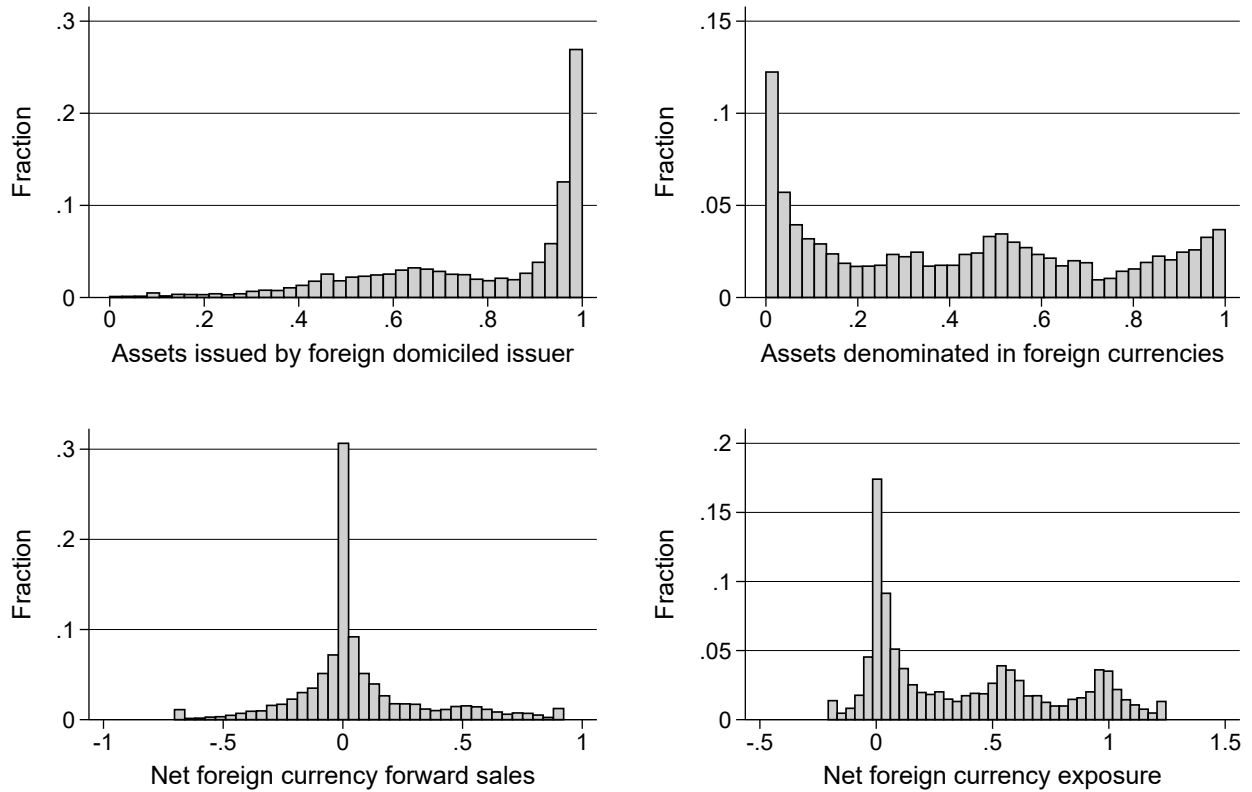 .3
.2
.1
0
Fraction
0 .2 .4 .6 .8 1
Assets issued by foreign domiciled issuer
.15
.1
.05
0
Fraction
0 .2 .4 .6 .8 1
Assets denominated in foreign currencies
.3
.2
.1
0
Fraction
-1 -.5 0 .5 1
Net foreign currency forward sales
.2
.15
.1
.05
0
Fraction
-.5 0 .5 1 1.5
Net foreign currency exposure